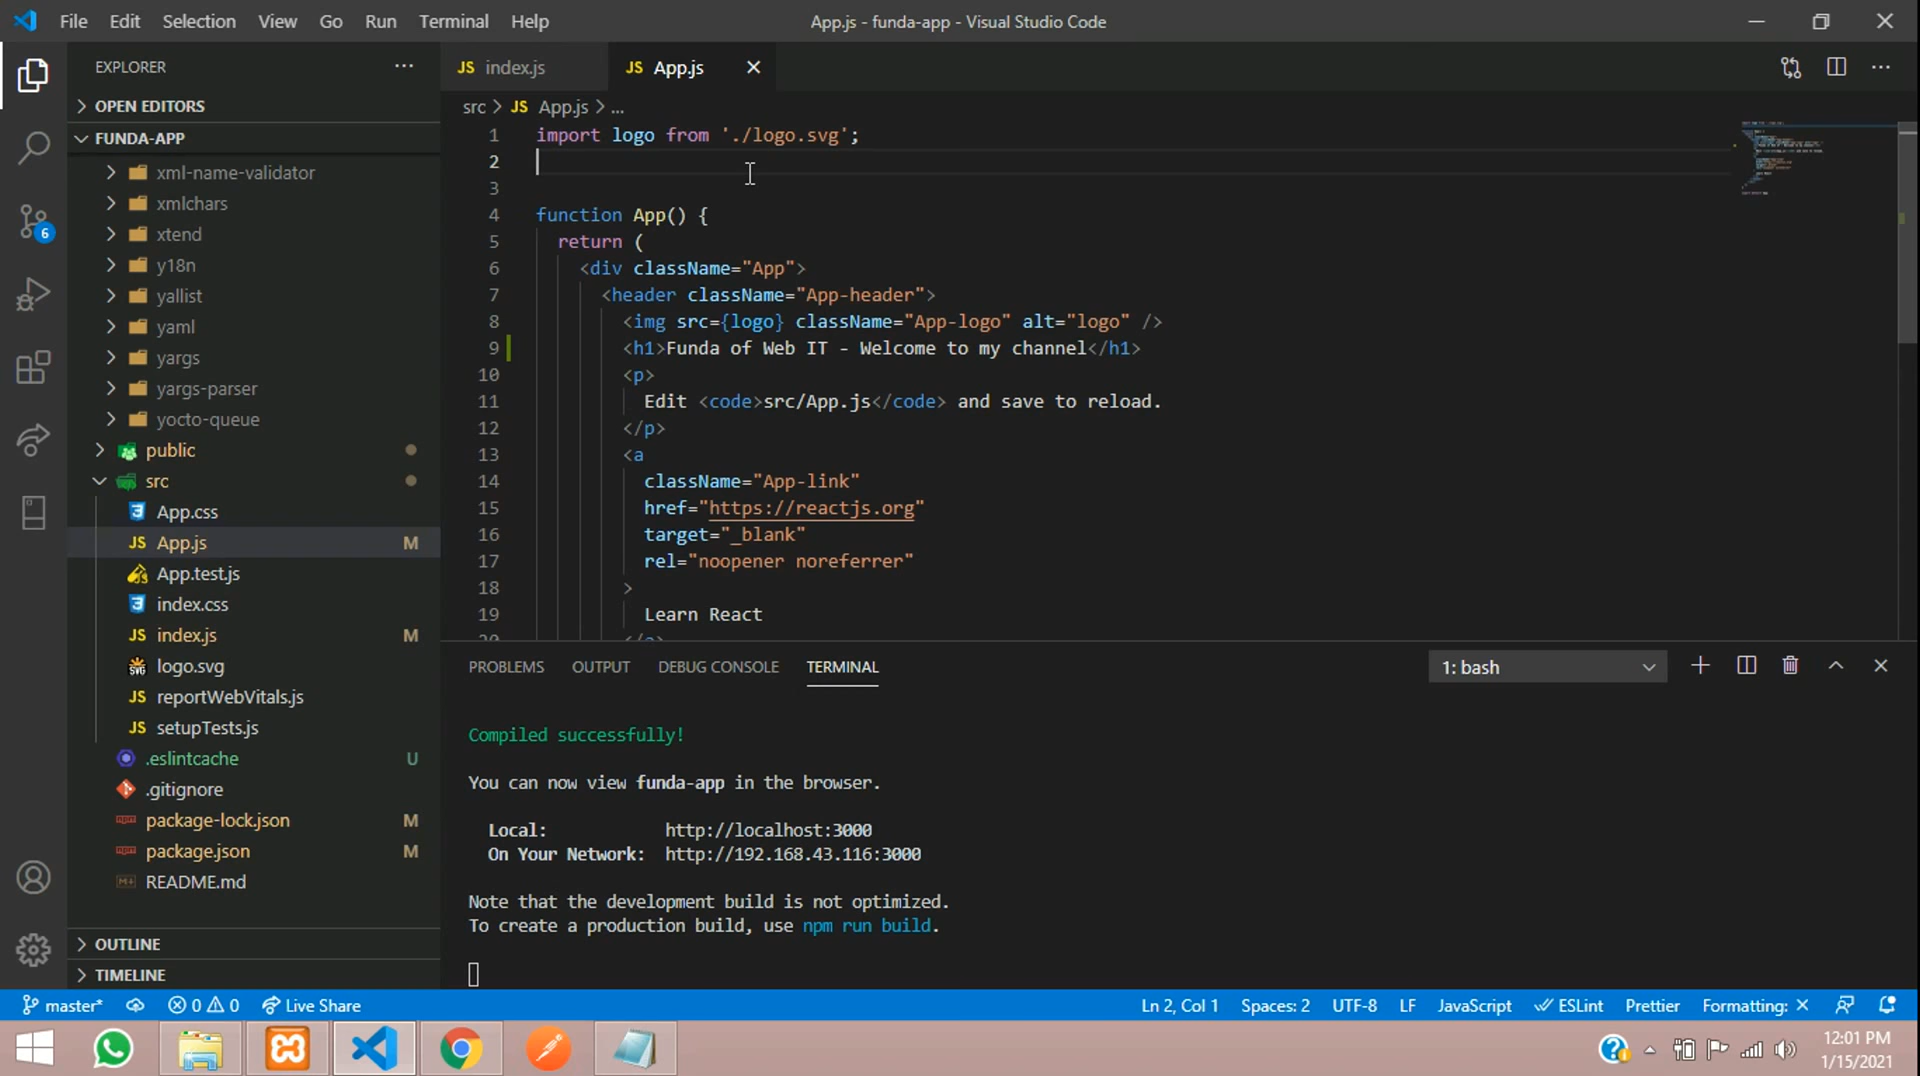 File Edit Selection View Go Run Terminal Help App.js - funda-app - Visual Studio Code
EXPLORER
OPEN EDITORS
FUNDA-APP
xml-name-validator
xmlchars
xtend
y18n
yallist
yaml
yargs
yargs-parser
yocto-queue
public
src
App.css
App.js M
App.test.js
index.css
index.js M
logo.svg
reportWebVitals.js
setupTests.js
.eslintcache U
.gitignore
package-lock.json M
package.json M
README.md
OUTLINE
TIMELINE
JS index.js JS App.js
src > JS App.js > ...
1 import logo from './logo.svg';
2
3
4 function App() {
5 return (
6 <div className="App">
7 <header className="App-header">
8 <img src={logo} className="App-logo" alt="logo" />
9 <h1>Funda of Web IT - Welcome to my channel</h1>
10 <p>
11 Edit <code>src/App.js</code> and save to reload.
12 </p>
13 <a
14 className="App-link"
15 href="https://reactjs.org"
16 target="_blank"
17 rel="noopener noreferrer"
18 >
19 Learn React
20 </a>
PROBLEMS OUTPUT DEBUG CONSOLE TERMINAL 1: bash
Compiled successfully!
You can now view funda-app in the browser.
Local: http://localhost:3000
On Your Network: http://192.168.43.116:3000
Note that the development build is not optimized.
To create a production build, use npm run build.
6
master* 0 0 Live Share Ln 2, Col 1 Spaces: 2 UTF-8 LF JavaScript ESLint Prettier Formatting: ×
12:01 PM
1/15/2021